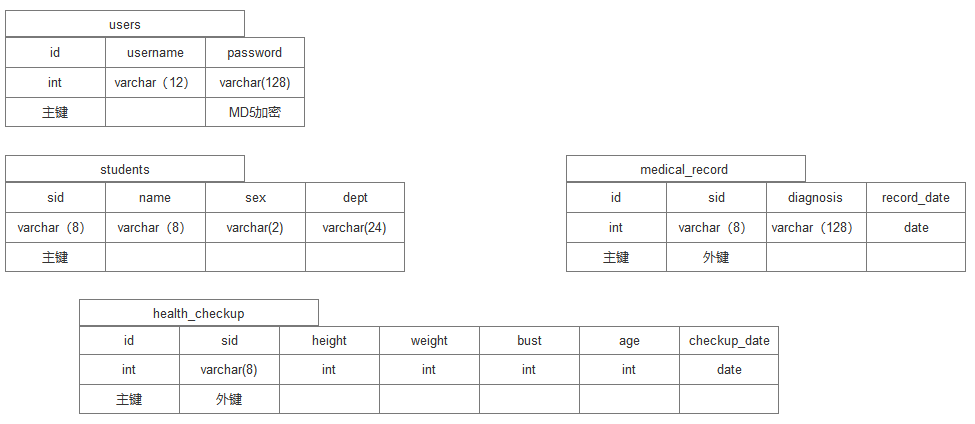 users
id username password
int varchar（12） varchar(128)
主键 MD5加密
students
sid name sex dept
varchar（8） varchar（8） varchar(2) varchar(24)
主键
medical_record
id sid diagnosis record_date
int varchar（8） varchar（128） date
主键 外键
health_checkup
id sid height weight bust age checkup_date
int varchar(8) int int int int date
主键 外键